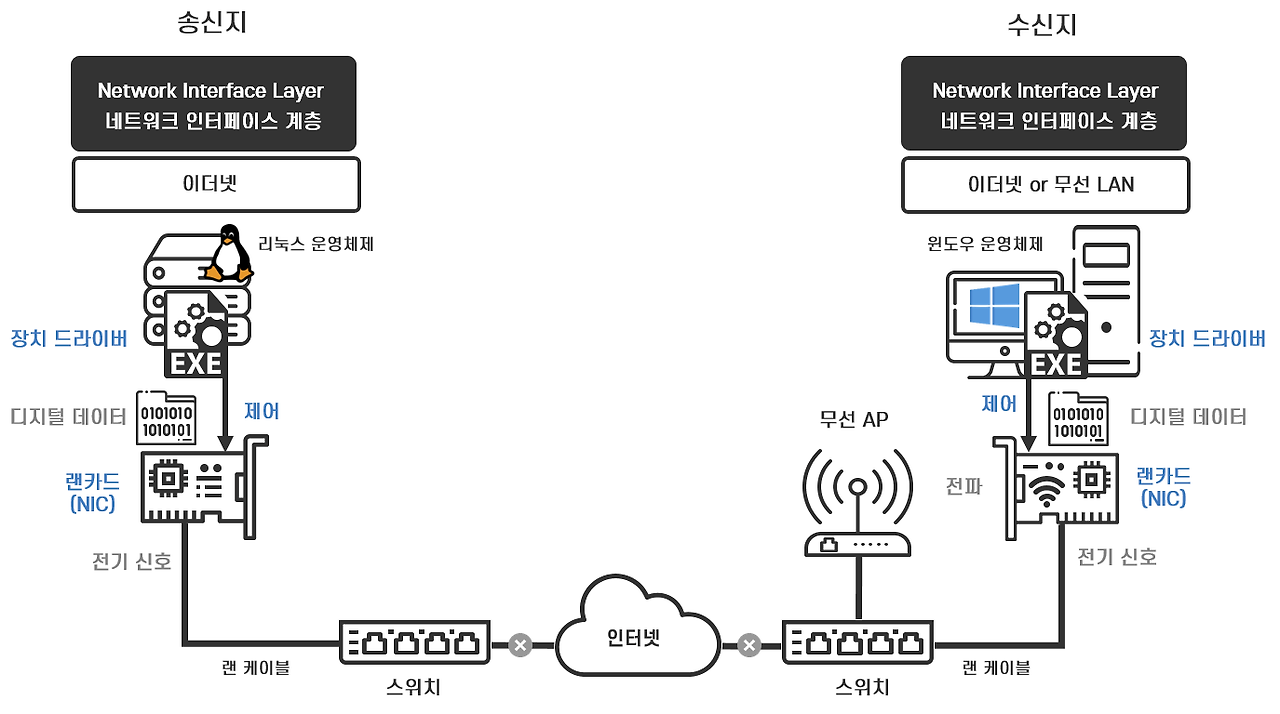 송신지
수신지
Network Interface Layer
네트워크 인터페이스 계층
Network Interface Layer
네트워크 인터페이스 계층
이더넷
이더넷 or 무선 LAN
리눅스 운영체제
윈도우 운영체제
장치 드라이버
EXE
EXE
장치 드라이버
디지털 데이터
0101010
1010101
제어
제어
0101010
1010101
디지털 데이터
무선 AP
랜카드
(NIC)
전파
랜카드
(NIC)
전기 신호
전기 신호
인터넷
랜 케이블
스위치
스위치
랜 케이블